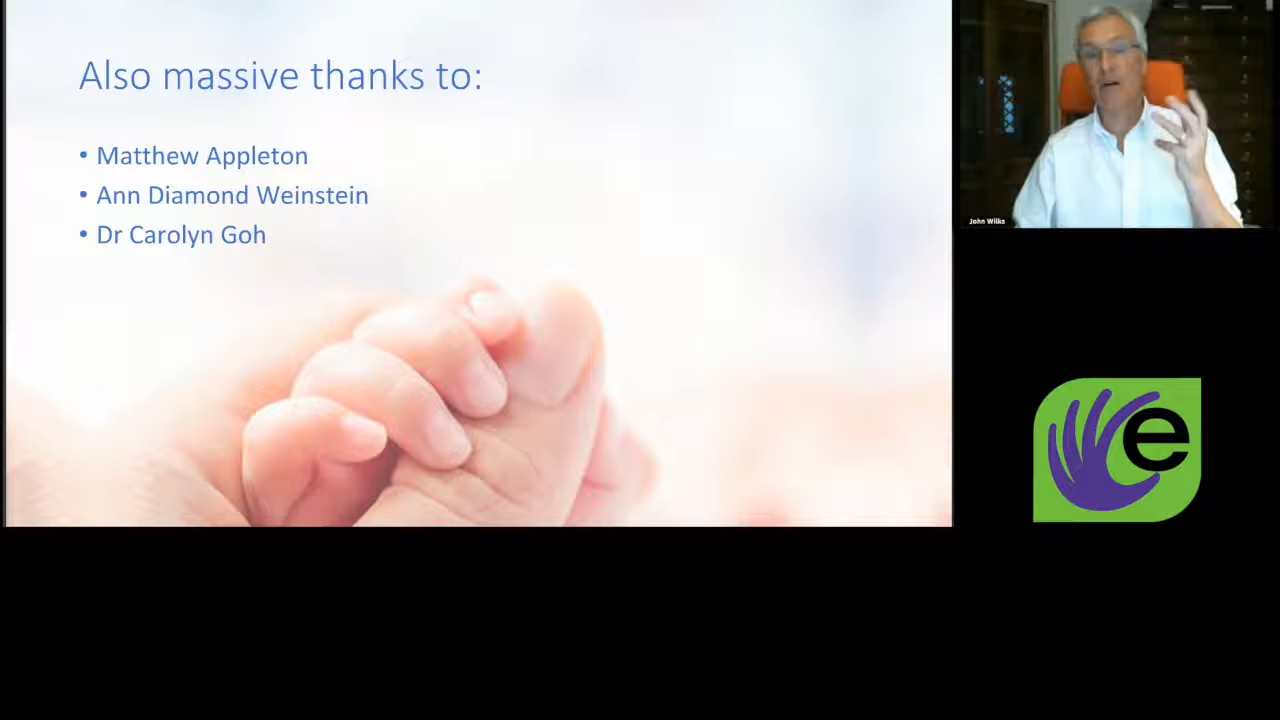 Also massive thanks to:
• Matthew Appleton
• Ann Diamond Weinstein
• Dr Carolyn Goh
John Wilks
e